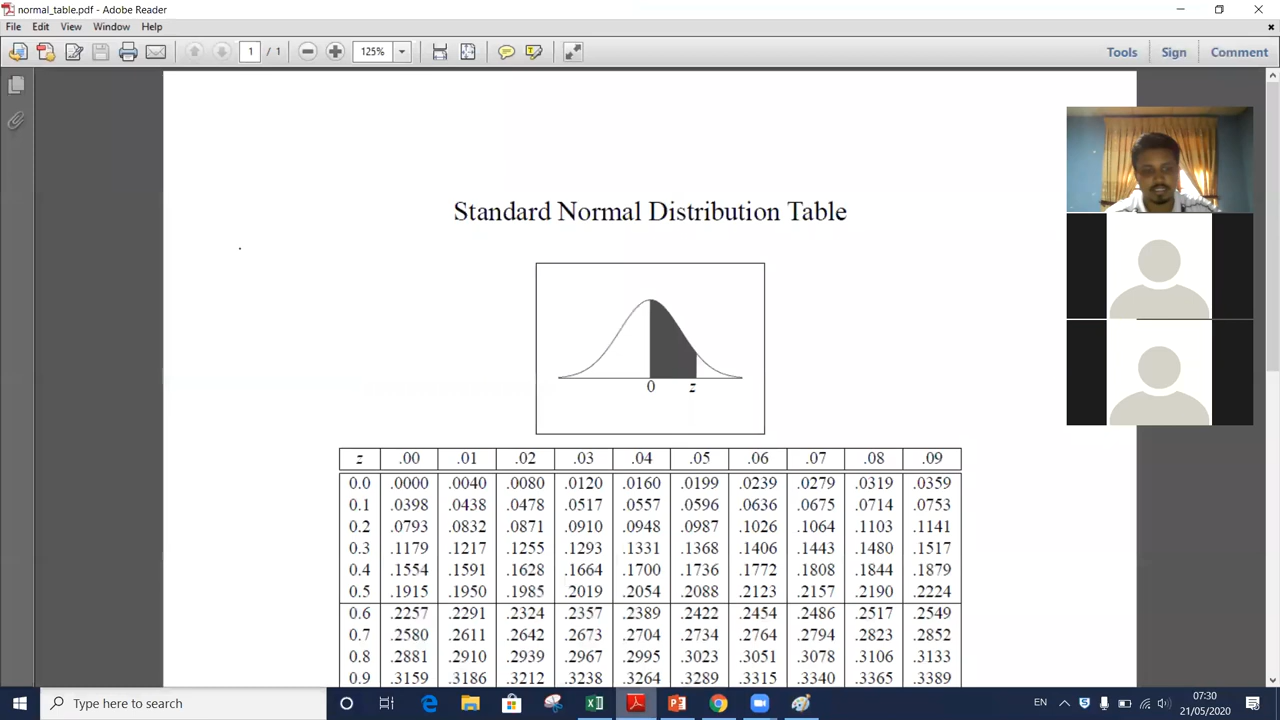 normal_table.pdf - Adobe Reader
File Edit View Window Help
1 / 1 125% Tools Sign Comment
Standard Normal Distribution Table
0 z
z .00 .01 .02 .03 .04 .05 .06 .07 .08 .09
0.0 .0000 .0040 .0080 .0120 .0160 .0199 .0239 .0279 .0319 .0359
0.1 .0398 .0438 .0478 .0517 .0557 .0596 .0636 .0675 .0714 .0753
0.2 .0793 .0832 .0871 .0910 .0948 .0987 .1026 .1064 .1103 .1141
0.3 .1179 .1217 .1255 .1293 .1331 .1368 .1406 .1443 .1480 .1517
0.4 .1554 .1591 .1628 .1664 .1700 .1736 .1772 .1808 .1844 .1879
0.5 .1915 .1950 .1985 .2019 .2054 .2088 .2123 .2157 .2190 .2224
0.6 .2257 .2291 .2324 .2357 .2389 .2422 .2454 .2486 .2517 .2549
0.7 .2580 .2611 .2642 .2673 .2704 .2734 .2764 .2794 .2823 .2852
0.8 .2881 .2910 .2939 .2967 .2995 .3023 .3051 .3078 .3106 .3133
0.9 .3159 .3186 .3212 .3238 .3264 .3289 .3315 .3340 .3365 .3389
Type here to search
EN
07:30
21/05/2020